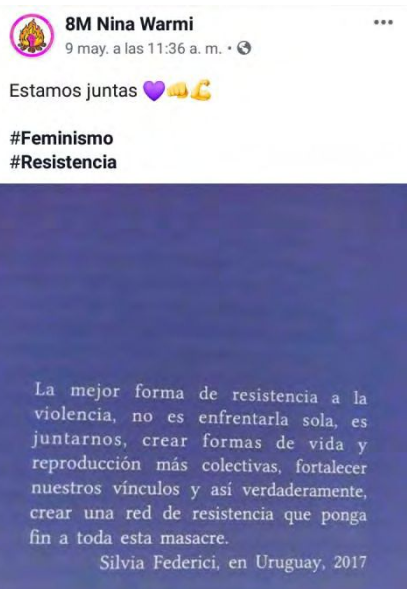 8M Nina Warmi
9 may. a las 11:36 a. m. •
Estamos juntas 💜👊💪
#Feminismo
#Resistencia
La mejor forma de resistencia a la
violencia, no es enfrentarla sola, es
juntarnos, crear formas de vida y
reproducción más colectivas, fortalecer
nuestros vínculos y así verdaderamente,
crear una red de resistencia que ponga
fin a toda esta masacre.
Silvia Federici, en Uruguay, 2017